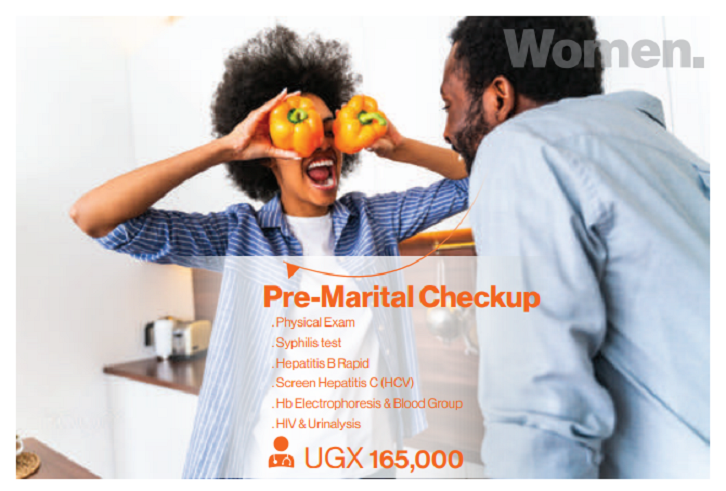 Women.
Pre-Marital Checkup
. Physical Exam
. Syphilis test
. Hepatitis B Rapid
. Screen Hepatitis C (HCV)
. Hb Electrophoresis & Blood Group
. HIV & Urinalysis
UGX 165,000